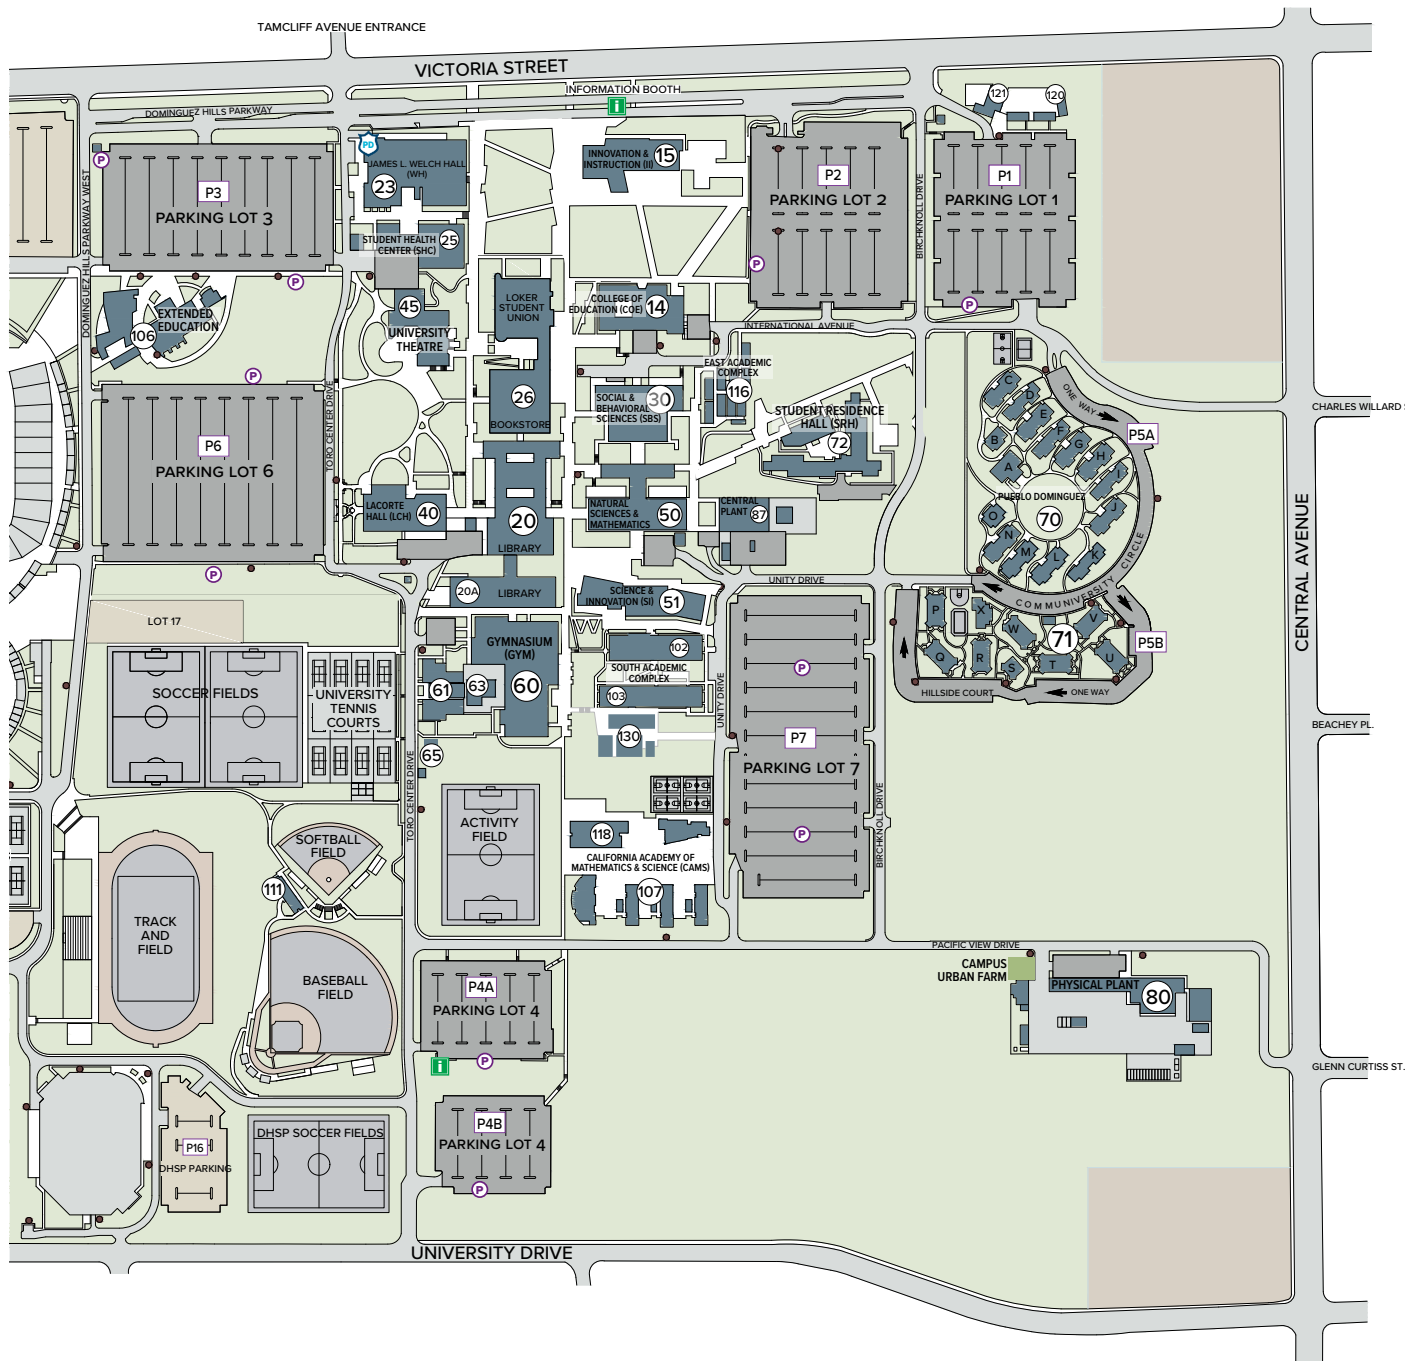 TAMCLIFF AVENUE ENTRANCE
VICTORIA STREET
INFORMATION BOOTH
i
DOMINGUEZ HILLS PARKWAY
121
120
PD
JAMES L. WELCH HALL
(WH)
23
INNOVATION &
INSTRUCTION (II)
15
P
P3
PARKING LOT 3
P2
PARKING LOT 2
P1
PARKING LOT 1
DOMINGUEZ HILLS PARKWAY WEST
BIRCHKNOLL DRIVE
STUDENT HEALTH
CENTER (SHC)
25
P
P
P
LOKER
STUDENT
UNION
COLLEGE OF
EDUCATION (COE)
14
45
UNIVERSITY
THEATRE
EXTENDED
EDUCATION
106
INTERNATIONAL AVENUE
EAST ACADEMIC
COMPLEX
116
P
TORO CENTER DRIVE
P6
PARKING LOT 6
26
BOOKSTORE
SOCIAL &
BEHAVIORAL
SCIENCES (SBS)
30
STUDENT RESIDENCE
HALL (SRH)
72
ONE WAY
CHARLES WILLARD S
P5A
C
D
E
F
G
H
I
J
K
L
M
N
O
A
B
PUEBLO DOMINGUEZ
70
LACORTE
HALL (LCH)
40
20
LIBRARY
NATURAL
SCIENCES &
MATHEMATICS
50
CENTRAL
PLANT
87
CENTRAL AVENUE
P
UNITY DRIVE
COMMUNIVERSITY CIRCLE
20A
LIBRARY
SCIENCE &
INNOVATION (SI)
51
LOT 17
GYMNASIUM
(GYM)
60
102
SOUTH ACADEMIC
COMPLEX
103
P
X
W
V
U
T
S
R
Q
71
P5B
HILLSIDE COURT
ONE WAY
SOCCER FIELDS
UNIVERSITY
TENNIS
COURTS
61
63
65
130
UNITY DRIVE
P
P7
PARKING LOT 7
P
BEACHEY PL.
TORO CENTER DRIVE
BIRCHKNOLL DRIVE
SOFTBALL
FIELD
ACTIVITY
FIELD
118
CALIFORNIA ACADEMY OF
MATHEMATICS & SCIENCE (CAMS)
107
111
TRACK
AND
FIELD
BASEBALL
FIELD
PACIFIC VIEW DRIVE
CAMPUS
URBAN FARM
PHYSICAL PLANT
80
P4A
PARKING LOT 4
i
P
GLENN CURTISS ST.
P4B
PARKING LOT 4
P
P16
DHSP PARKING
DHSP SOCCER FIELDS
UNIVERSITY DRIVE